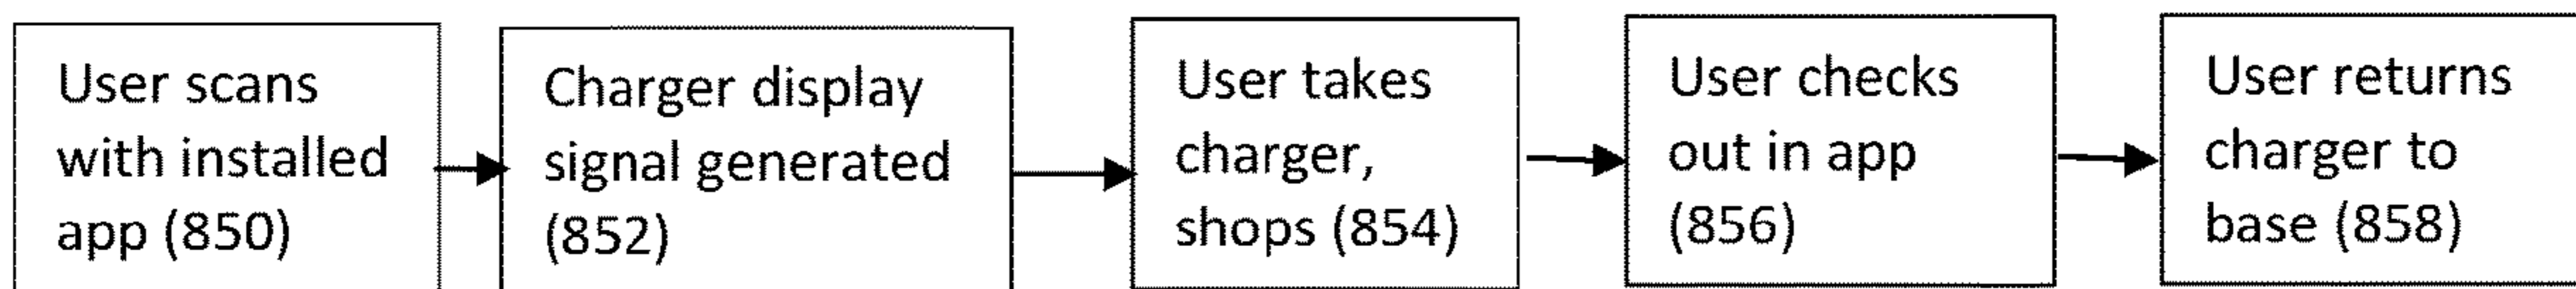 User scans
with installed
app (850)
Charger display
signal generated
(852)
User takes
charger,
shops (854)
User checks
out in app
(856)
User returns
charger to
base (858)